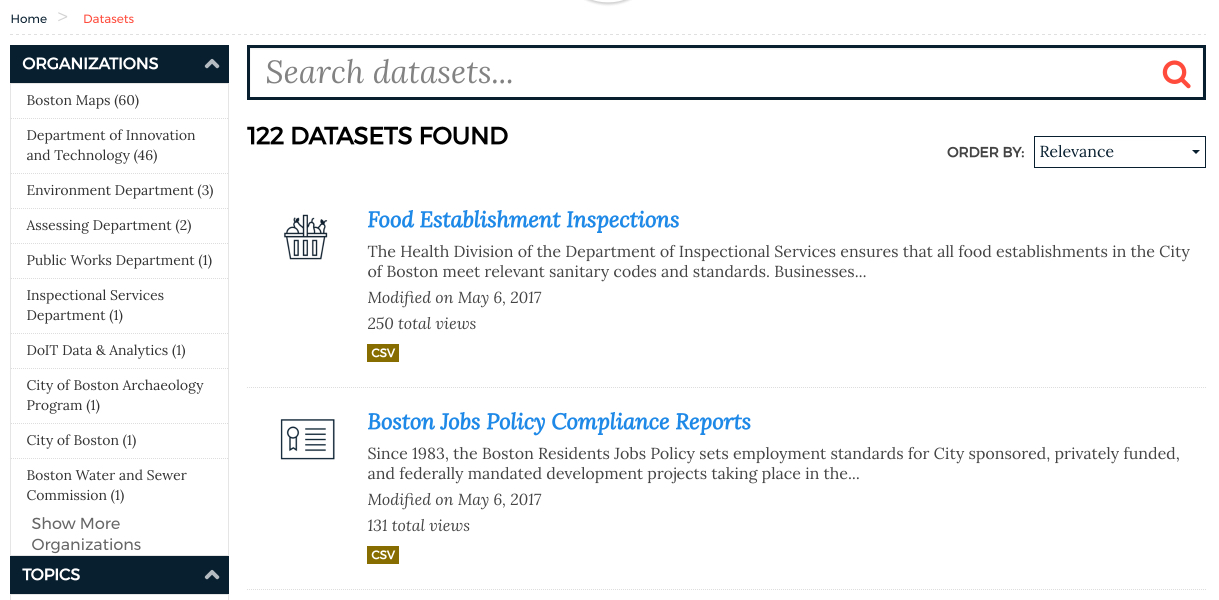 Home > Datasets
ORGANIZATIONS
Boston Maps (60)
Department of Innovation
and Technology (46)
Environment Department (3)
Assessing Department (2)
Public Works Department (1)
Inspectional Services
Department (1)
DoIT Data & Analytics (1)
City of Boston Archaeology
Program (1)
City of Boston (1)
Boston Water and Sewer
Commission (1)
Show More
Organizations
TOPICS
Search datasets...
122 DATASETS FOUND
ORDER BY: Relevance
Food Establishment Inspections
The Health Division of the Department of Inspectional Services ensures that all food establishments in the City
of Boston meet relevant sanitary codes and standards. Businesses...
Modified on May 6, 2017
250 total views
CSV
Boston Jobs Policy Compliance Reports
Since 1983, the Boston Residents Jobs Policy sets employment standards for City sponsored, privately funded,
and federally mandated development projects taking place in the...
Modified on May 6, 2017
131 total views
CSV